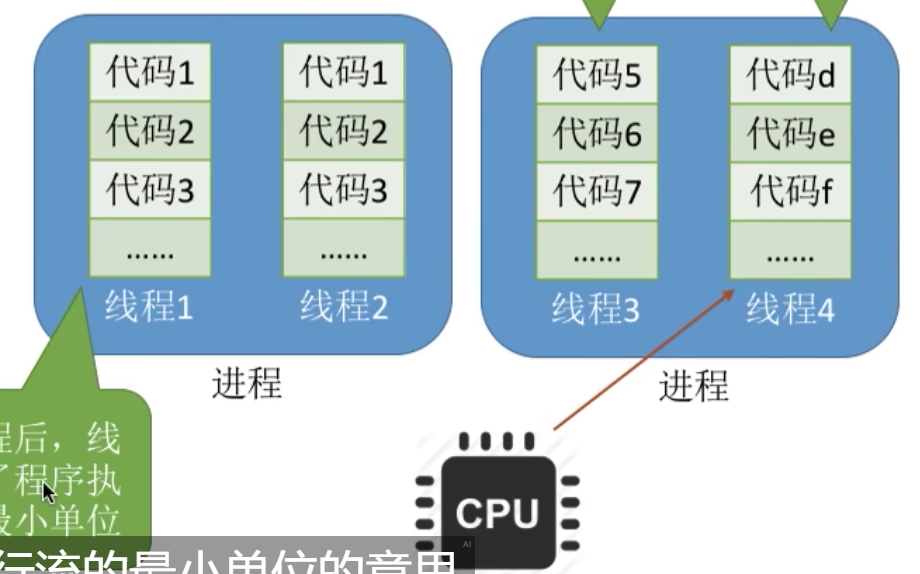 代码1
代码2
代码3
......
线程1
代码1
代码2
代码3
......
线程2
进程
代码5
代码6
代码7
......
线程3
代码d
代码e
代码f
......
线程4
进程
程后，线
了程序执
最小单位
CPU
AI
行流的最小单位的意思